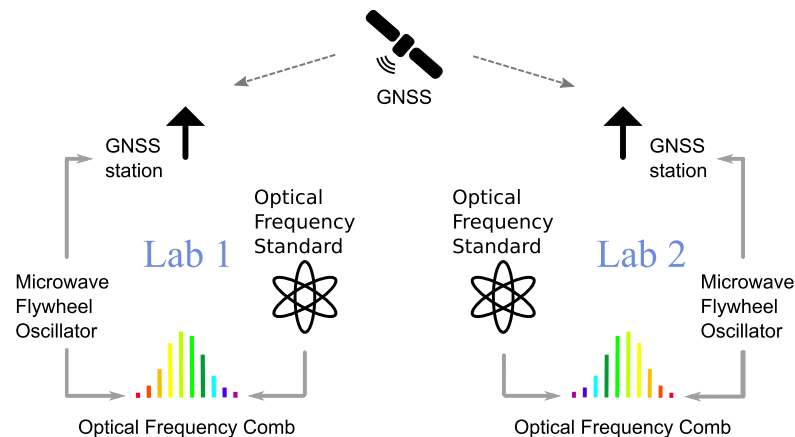 GNSS
GNSS
station
GNSS
station
Optical
Frequency
Standard
Optical
Frequency
Standard
Lab 1
Lab 2
Microwave
Flywheel
Oscillator
Microwave
Flywheel
Oscillator
Optical Frequency Comb
Optical Frequency Comb